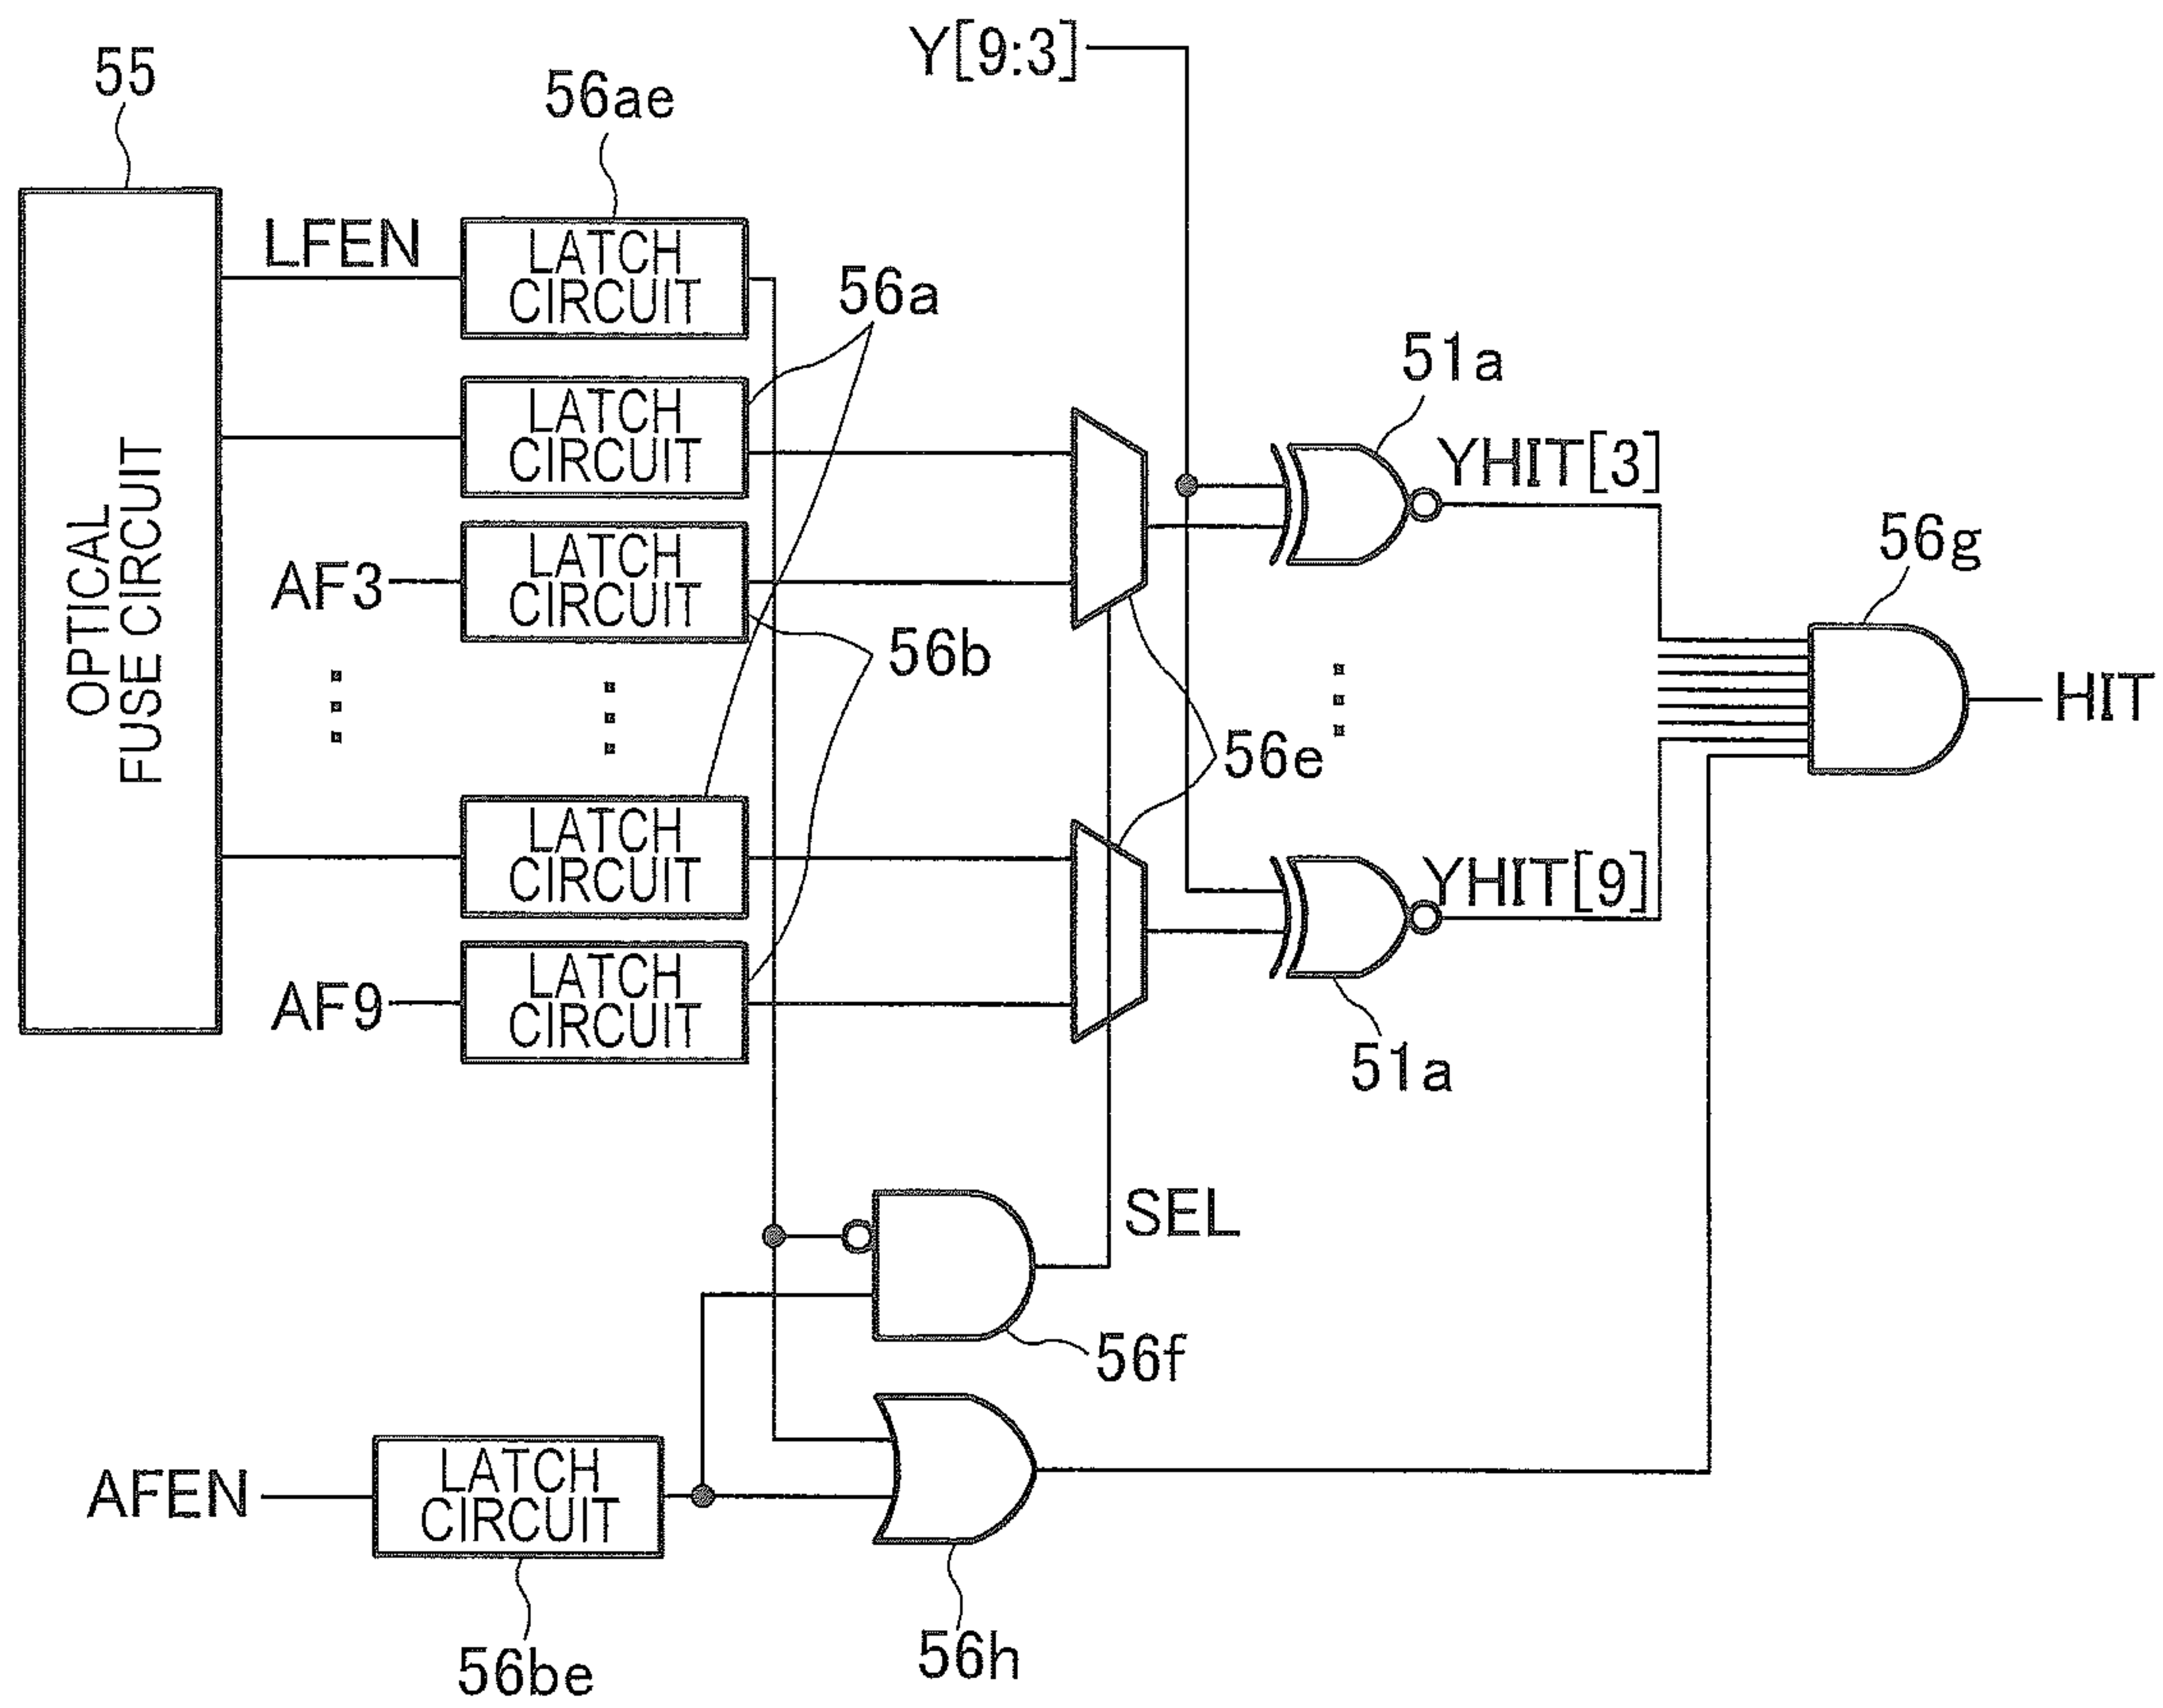 Y[9:3]
55
56ae
LFEN
LATCH
CIRCUIT
56a
51a
LATCH
CIRCUIT
YHIT[3]
56g
OPTICAL
FUSE CIRCUIT
AF3
LATCH
CIRCUIT
56b
HIT
56e
LATCH
CIRCUIT
YHIT[9]
AF9
LATCH
CIRCUIT
51a
SEL
56f
AFEN
LATCH
CIRCUIT
56be
56h